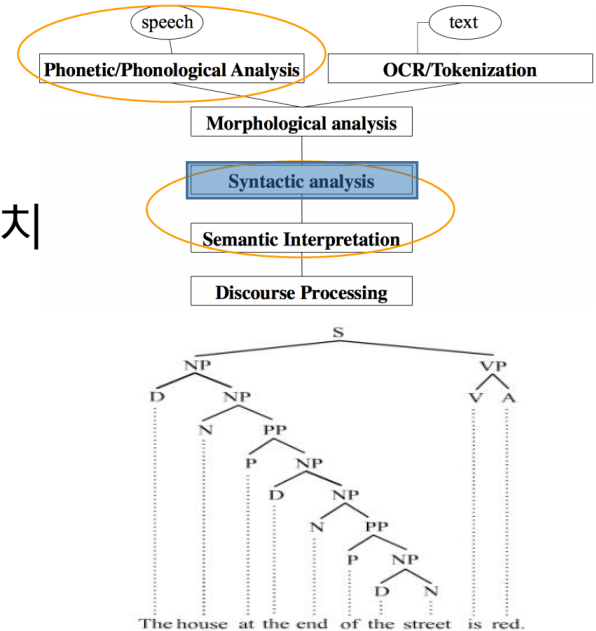 speech text
Phonetic/Phonological Analysis OCR/Tokenization
Morphological analysis
Syntactic analysis
치
Semantic Interpretation
Discourse Processing
S
NP VP
D NP V A
N PP
P NP
D NP
N PP
P NP
D N
The house at the end of the street is red.